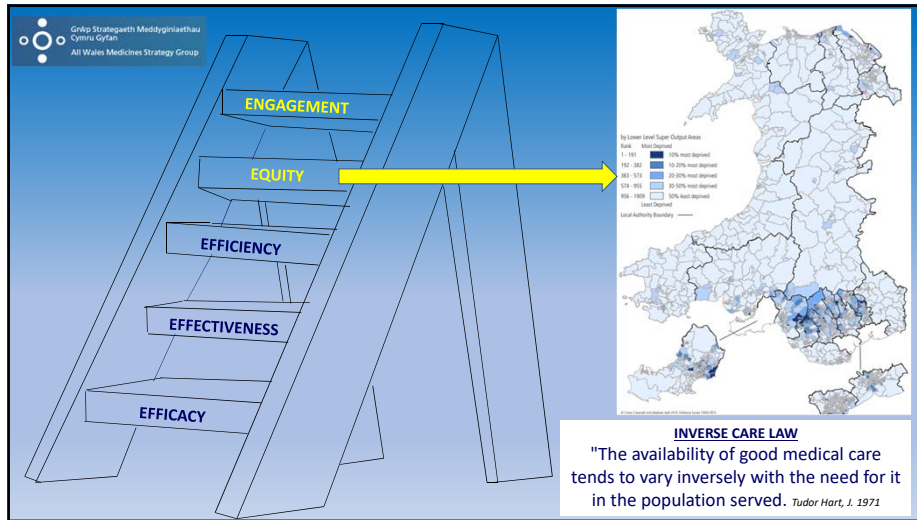 Grŵp Strategaeth Meddyginiaethau
Cymru Gyfan
All Wales Medicines Strategy Group
ENGAGEMENT
EQUITY
EFFICIENCY
EFFECTIVENESS
EFFICACY
by Lower Level Super Output Areas
Rank Most Deprived
1 - 191 10% most deprived
192 - 382 10-20% most deprived
383 - 573 20-30% most deprived
574 - 955 30-50% most deprived
956 - 1909 50% least deprived
Least Deprived
Local Authority Boundary
INVERSE CARE LAW
"The availability of good medical care
tends to vary inversely with the need for it
in the population served. Tudor Hart, J. 1971